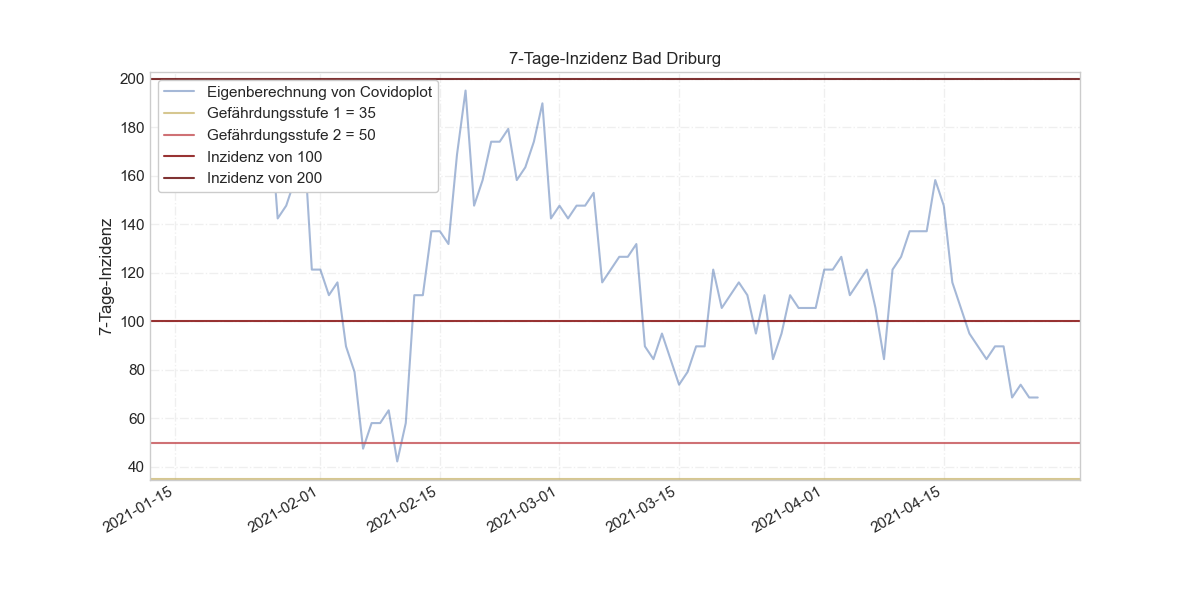 7-Tage-Inzidenz Bad Driburg
Eigenberechnung von Covidoplot
Gefährdungsstufe 1 = 35
Gefährdungsstufe 2 = 50
Inzidenz von 100
Inzidenz von 200
7-Tage-Inzidenz
200
180
160
140
120
100
80
60
40
2021-01-15
2021-02-01
2021-02-15
2021-03-01
2021-03-15
2021-04-01
2021-04-15